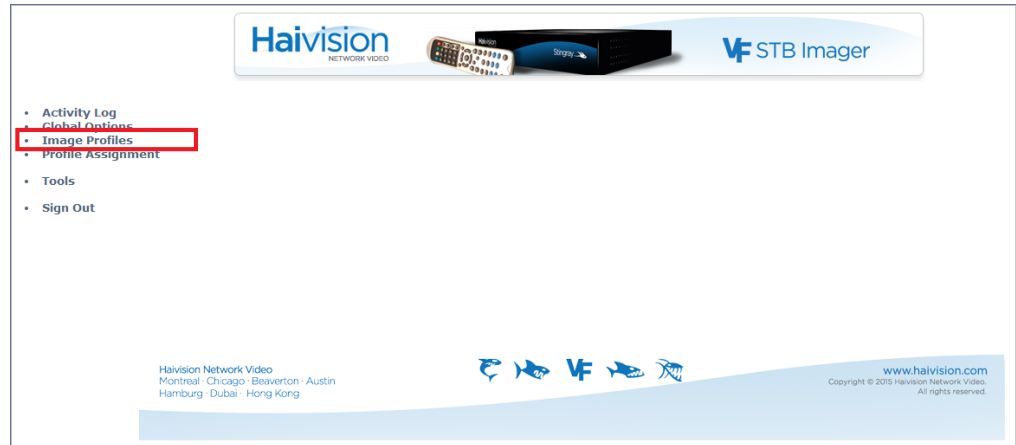 Haivision
NETWORK VIDEO
Haivision
Stingray
VF STB Imager
Activity Log
Global Options
Image Profiles
Profile Assignment
Tools
Sign Out
Haivision Network Video
Montreal · Chicago · Beaverton · Austin
Hamburg · Dubai · Hong Kong
VF
www.haivision.com
Copyright © 2015 Haivision Network Video.
All rights reserved.